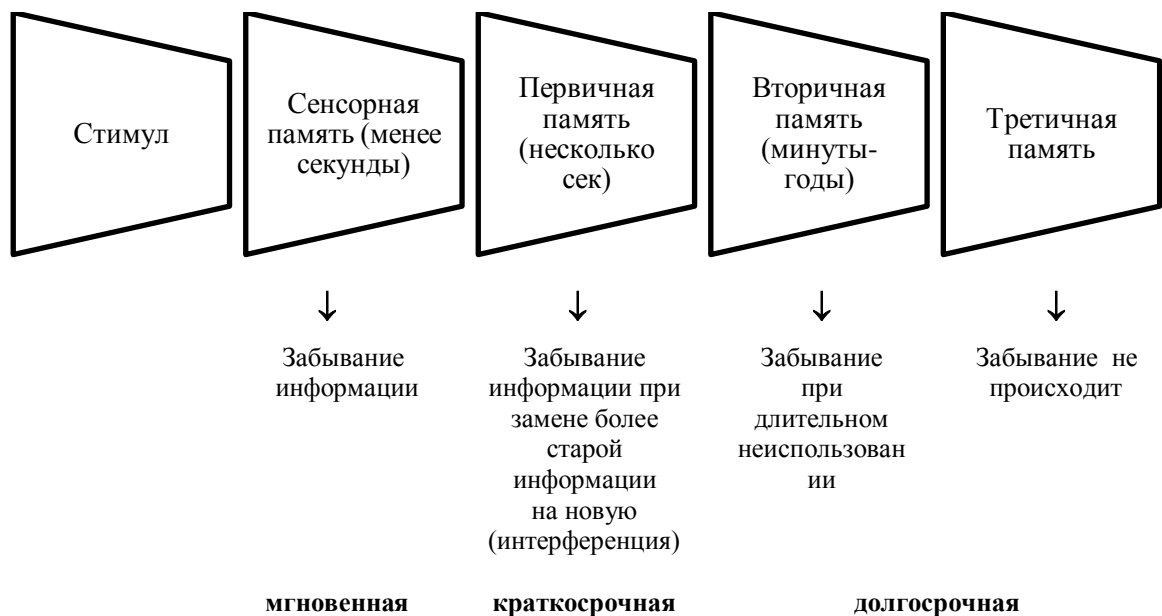 Стимул
Сенсорная
память (менее
секунды)
Первичная
память
(несколько
сек)
Вторичная
память
(минуты-
годы)
Третичная
память
↓
↓
↓
↓
Забывание
информации
Забывание
информации при
замене более
старой
информации
на новую
(интерференция)
Забывание
при
длительном
неиспользован
ии
Забывание не
происходит
мгновенная
краткосрочная
долгосрочная